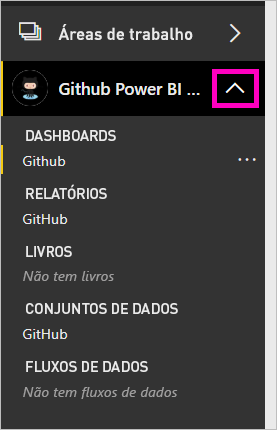 Áreas de trabalho
Github Power BI ...
DASHBOARDS
Github
RELATÓRIOS
GitHub
LIVROS
Não tem livros
CONJUNTOS DE DADOS
GitHub
FLUXOS DE DADOS
Não tem fluxos de dados